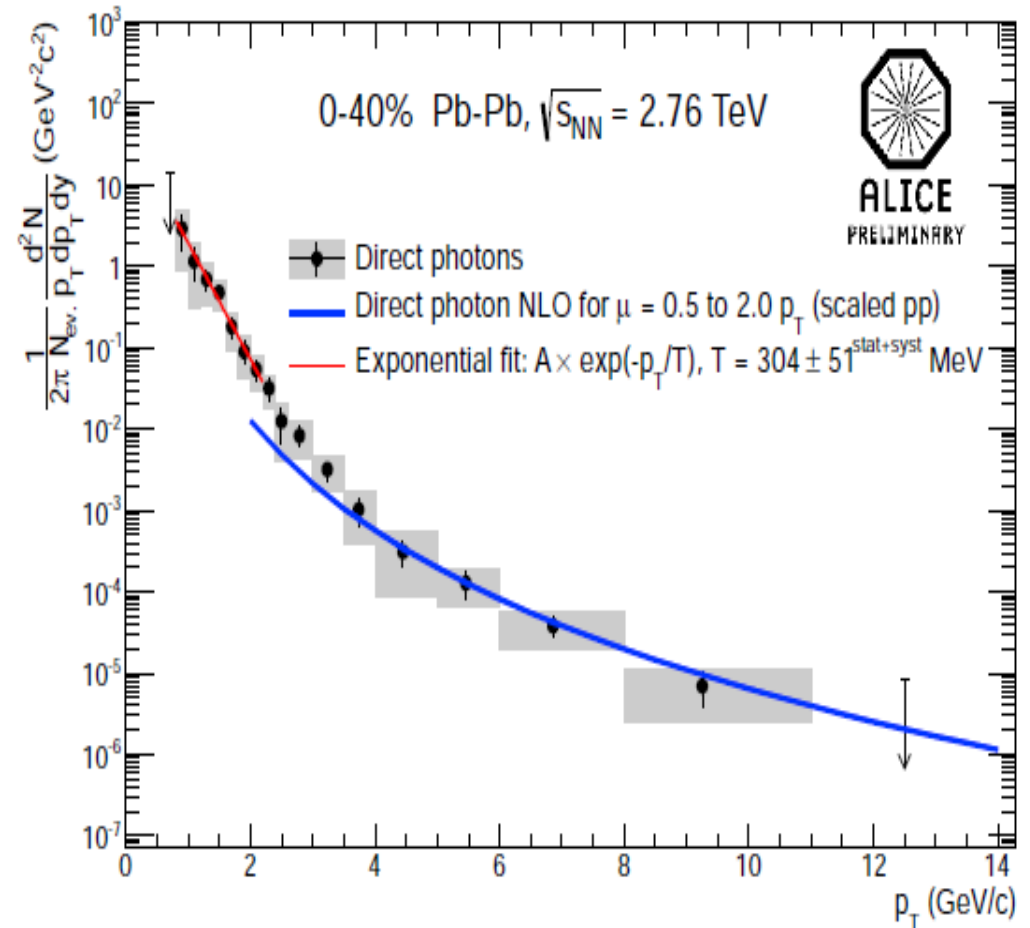 1/(2π N_ev.) d²N/(p_T dp_T dy) (GeV⁻²c²)
10³
10²
10
1
10⁻¹
10⁻²
10⁻³
10⁻⁴
10⁻⁵
10⁻⁶
10⁻⁷
0-40% Pb-Pb, √s_NN = 2.76 TeV
ALICE
PRELIMINARY
Direct photons
Direct photon NLO for μ = 0.5 to 2.0 p_T (scaled pp)
Exponential fit: A × exp(-p_T/T), T = 304 ± 51^stat+syst MeV
0 2 4 6 8 10 12 14
p_T (GeV/c)